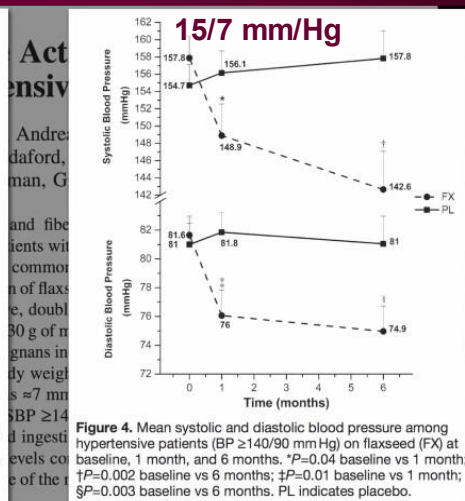 15/7 mm/Hg
Act
ensiv
Andrea
daford,
man, G
and fibe
ients wit
common
n of flaxs
e, doubl
30 g of m
gnans in
dy weigh
s ≈7 mm
SBP ≥14
d ingesti
evels co
e of the r
162
160
158
156
154
152
150
148
146
144
142
Systolic Blood Pressure
(mmHg)
157.8
154.7
156.1
157.8
*
148.9
†
142.6
FX
PL
82
80
78
76
74
72
Diastolic Blood Pressure
(mmHg)
81.6
81
81.8
81
‡
76
§
74.9
0 1 2 3 4 5 6
Time (months)
Figure 4. Mean systolic and diastolic blood pressure among
hypertensive patients (BP ≥140/90 mm Hg) on flaxseed (FX) at
baseline, 1 month, and 6 months. *P=0.04 baseline vs 1 month;
†P=0.002 baseline vs 6 months; ‡P=0.01 baseline vs 1 month;
§P=0.003 baseline vs 6 months. PL indicates placebo.